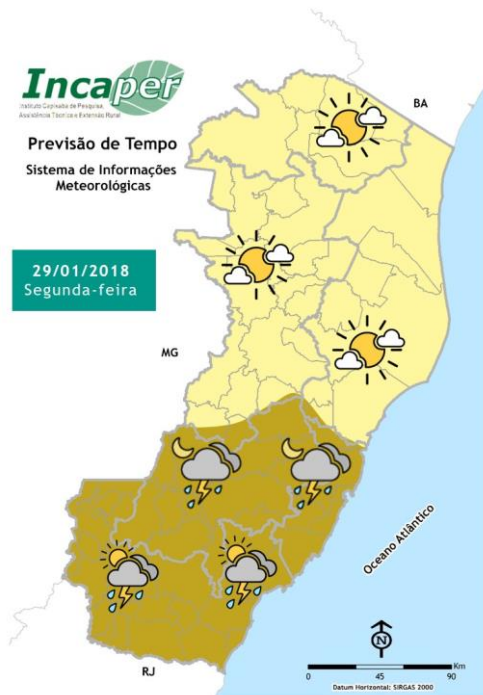 Incaper
Instituto Capixaba de Pesquisa,
Assistência Técnica e Extensão Rural
Previsão de Tempo
Sistema de Informações
Meteorológicas
29/01/2018
Segunda-feira
BA
MG
Oceano Atlântico
RJ
N
Km
0 45 90
Datum Horizontal: SIRGAS 2000